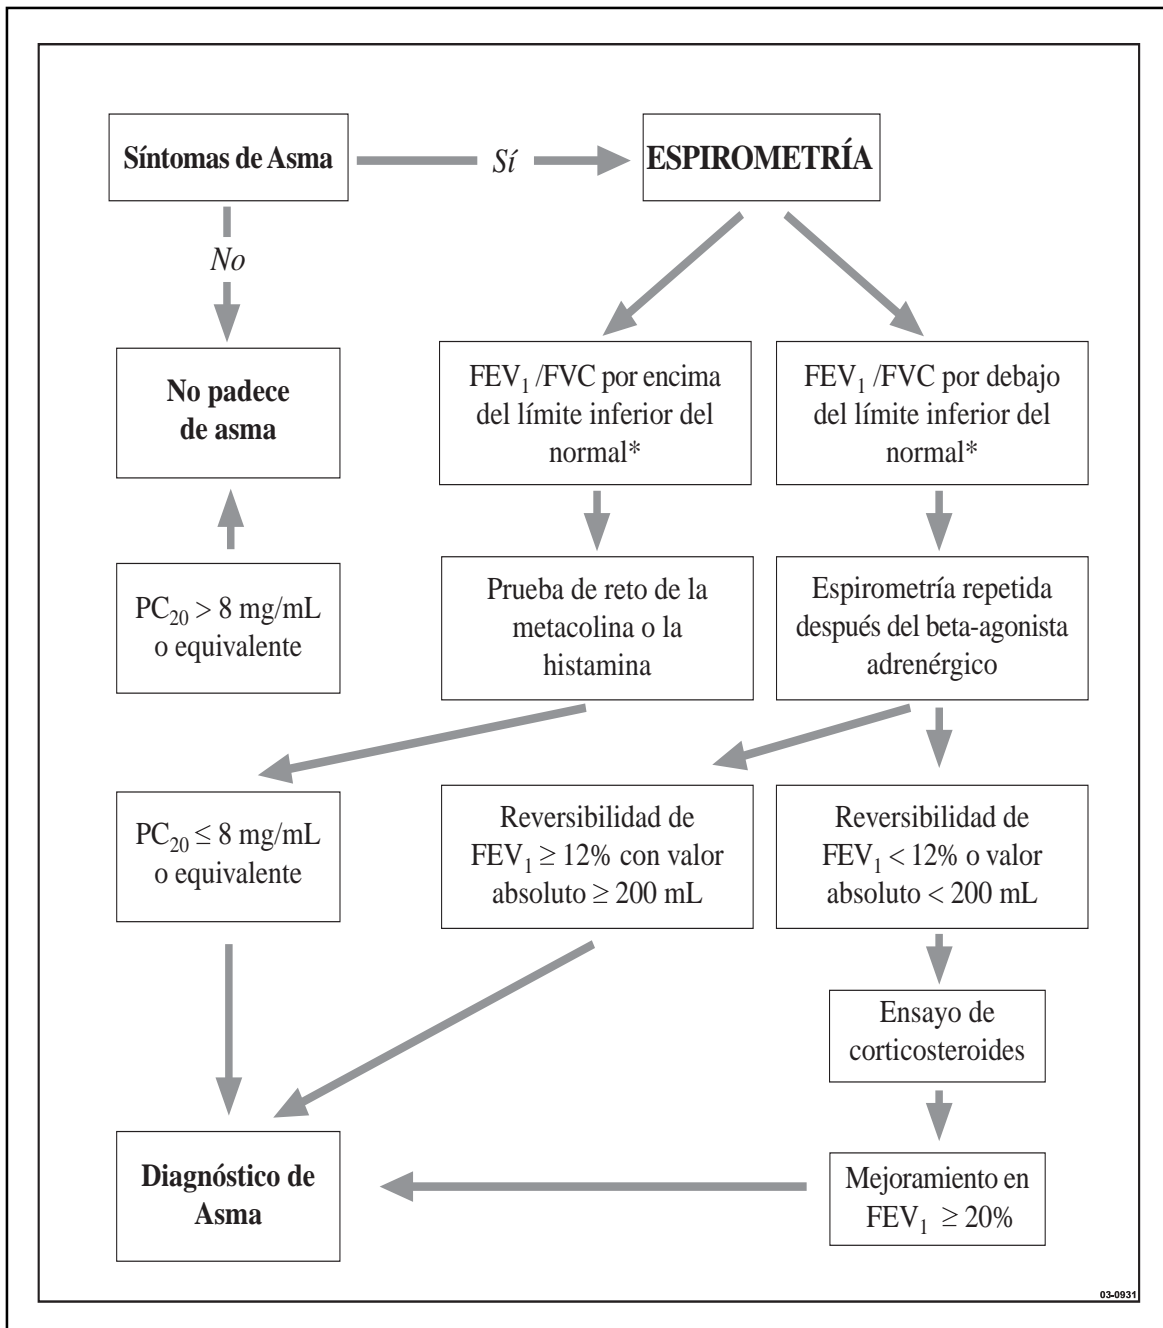 Síntomas de Asma
Sí
ESPIROMETRÍA
No
No padece
de asma
FEV₁ /FVC por encima
del límite inferior del
normal*
FEV₁ /FVC por debajo
del límite inferior del
normal*
PC₂₀ > 8 mg/mL
o equivalente
Prueba de reto de la
metacolina o la
histamina
Espirometría repetida
después del beta-agonista
adrenérgico
PC₂₀ ≤ 8 mg/mL
o equivalente
Reversibilidad de
FEV₁ ≥ 12% con valor
absoluto ≥ 200 mL
Reversibilidad de
FEV₁ < 12% o valor
absoluto < 200 mL
Ensayo de
corticosteroides
Diagnóstico de
Asma
Mejoramiento en
FEV₁ ≥ 20%
03-0931